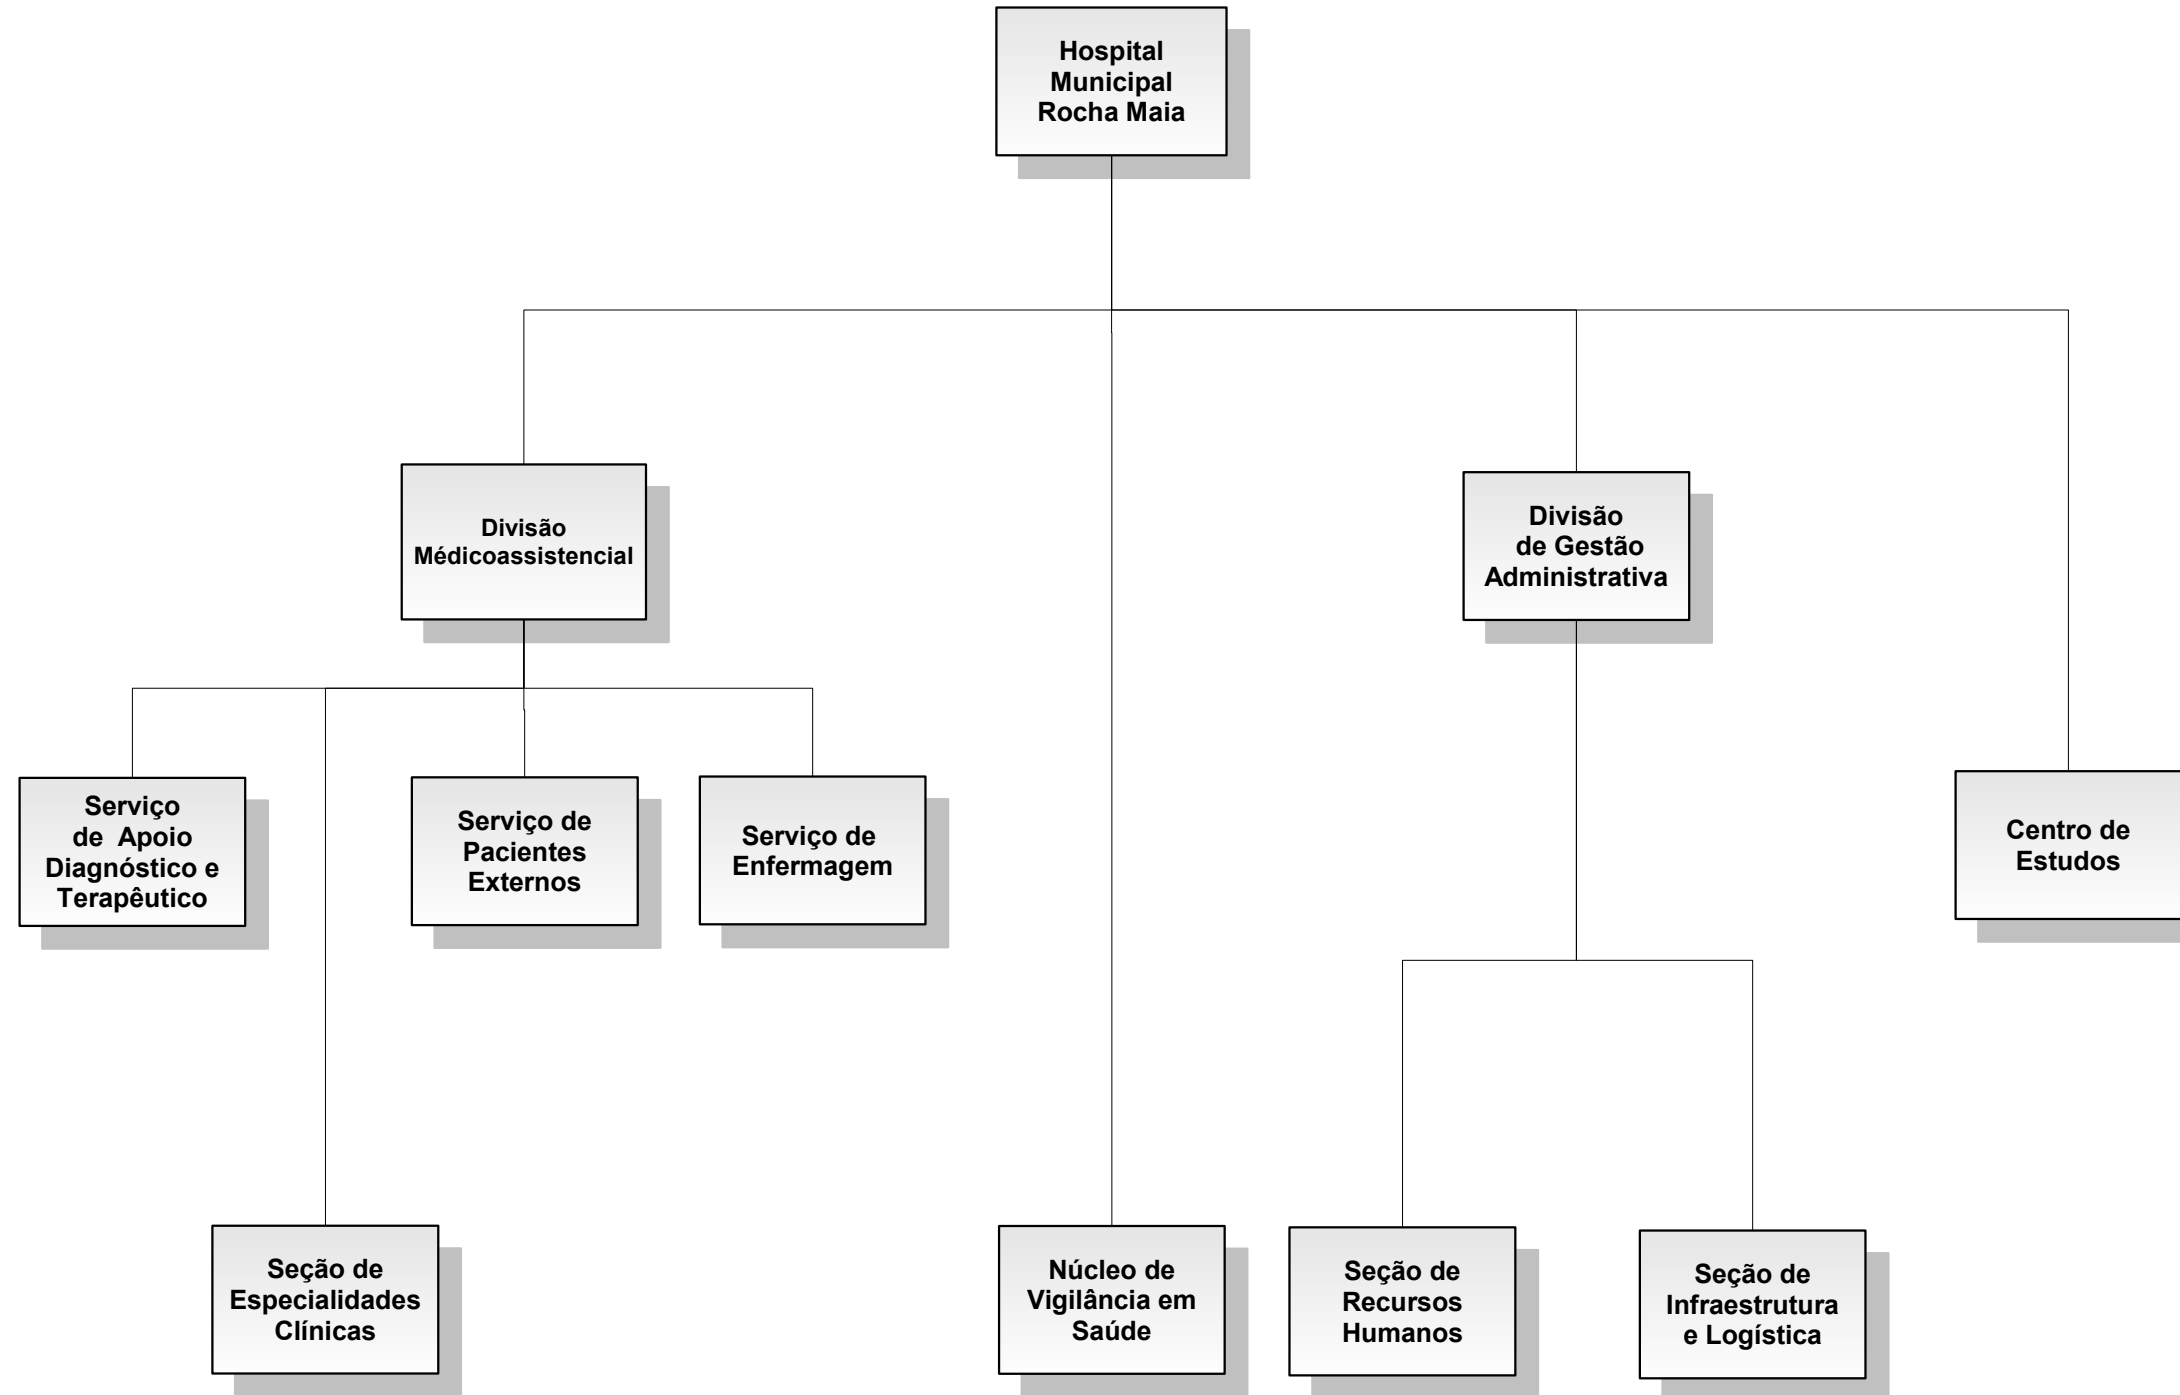 Hospital
Municipal
Rocha Maia
Divisão
Médicoassistencial
Divisão
de Gestão
Administrativa
Serviço
de Apoio
Diagnóstico e
Terapêutico
Serviço de
Pacientes
Externos
Serviço de
Enfermagem
Centro de
Estudos
Seção de
Especialidades
Clínicas
Núcleo de
Vigilância em
Saúde
Seção de
Recursos
Humanos
Seção de
Infraestrutura
e Logística